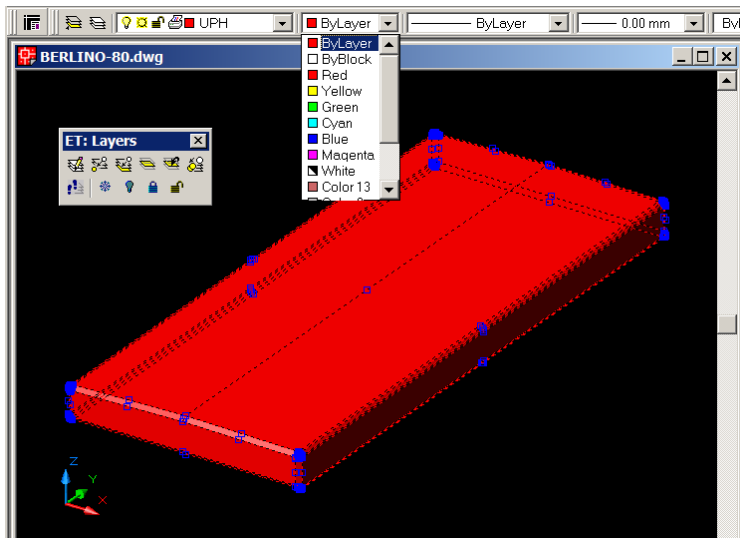 UPH ByLayer ByLayer 0.00 mm
BERLINO-80.dwg
ByLayer
ByBlock
Red
Yellow
Green
Cyan
Blue
Magenta
White
Color 13
ET: Layers
Z
Y
X